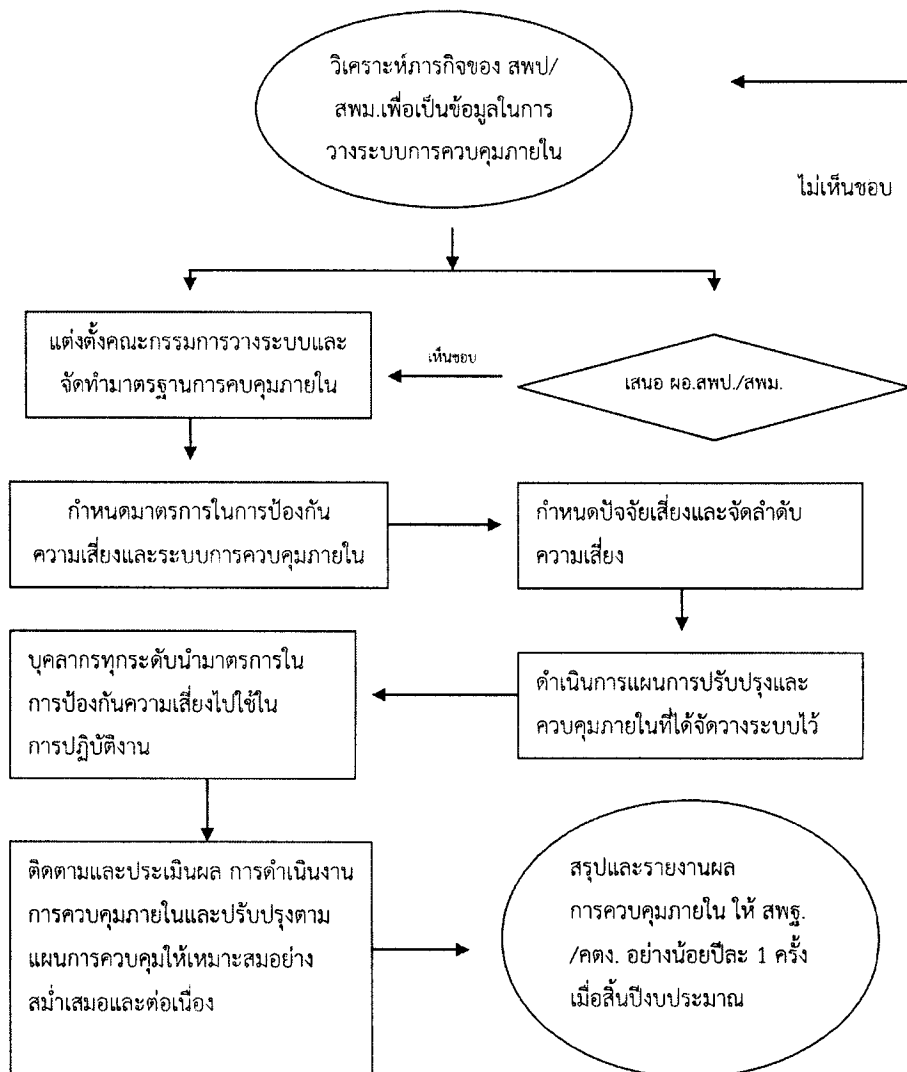 วิเคราะห์ภารกิจของ สพป/
สพม.เพื่อเป็นข้อมูลในการ
วางระบบการควบคุมภายใน
ไม่เห็นชอบ
แต่งตั้งคณะกรรมการวางระบบและ
จัดทำมาตรฐานการคบคุมภายใน
เห็นชอบ
เสนอ ผอ.สพป./สพม.
กำหนดมาตรการในการป้องกัน
ความเสี่ยงและระบบการควบคุมภายใน
กำหนดปัจจัยเสี่ยงและจัดลำดับ
ความเสี่ยง
บุคลากรทุกระดับนำมาตรการใน
การป้องกันความเสี่ยงไปใช้ใน
การปฏิบัติงาน
ดำเนินการแผนการปรับปรุงและ
ควบคุมภายในที่ได้จัดวางระบบไว้
ติดตามและประเมินผล การดำเนินงาน
การควบคุมภายในและปรับปรุงตาม
แผนการควบคุมให้เหมาะสมอย่าง
สม่ำเสมอและต่อเนื่อง
สรุปและรายงานผล
การควบคุมภายใน ให้ สพฐ.
/คตง. อย่างน้อยปีละ 1 ครั้ง
เมื่อสิ้นปีงบประมาณ